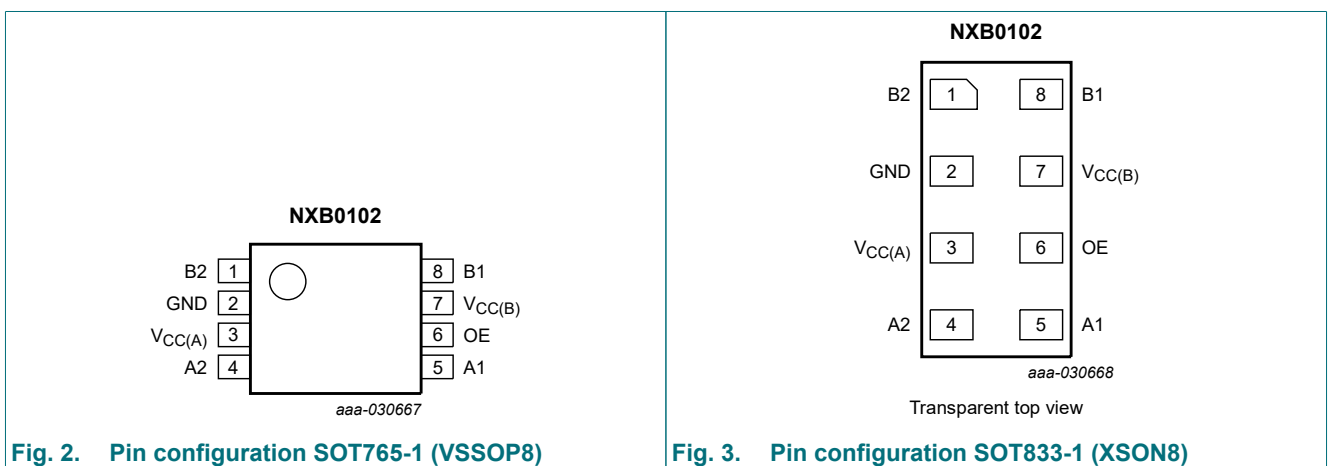 NXB0102
B2 1 8 B1
GND 2 7 VCC(B)
VCC(A) 3 6 OE
A2 4 5 A1
aaa-030667
Fig. 2. Pin configuration SOT765-1 (VSSOP8)
NXB0102
B2 1 8 B1
GND 2 7 VCC(B)
VCC(A) 3 6 OE
A2 4 5 A1
aaa-030668
Transparent top view
Fig. 3. Pin configuration SOT833-1 (XSON8)